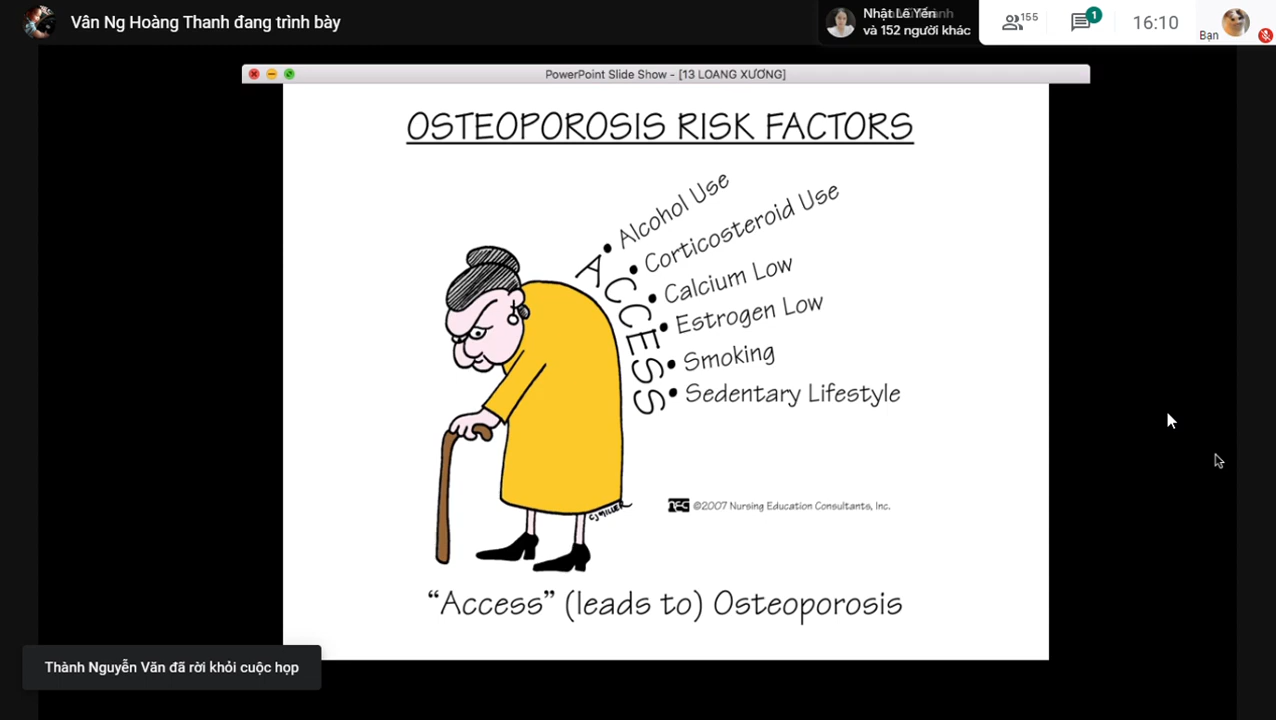 Vân Ng Hoàng Thanh đang trình bày
Nhật Lê Yến
và 152 người khác
155
1
16:10
Bạn
PowerPoint Slide Show - [13 LOANG XƯƠNG]
OSTEOPOROSIS RISK FACTORS
A • Alcohol Use
C • Corticosteroid Use
C • Calcium Low
E • Estrogen Low
S • Smoking
S • Sedentary Lifestyle
CJMILLER
nec ©2007 Nursing Education Consultants, Inc.
“Access” (leads to) Osteoporosis
Thành Nguyễn Văn đã rời khỏi cuộc họp